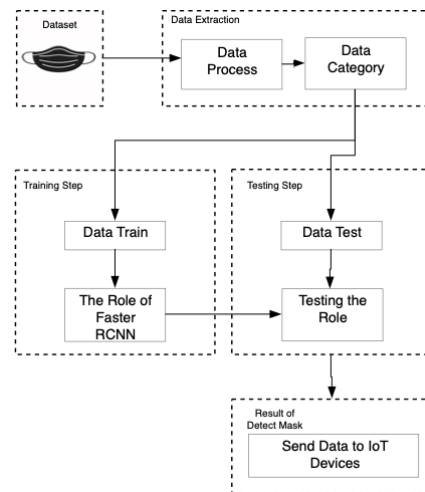 Dataset
Data Extraction
Data
Process
Data
Category
Training Step
Testing Step
Data Train
Data Test
The Role of
Faster
RCNN
Testing the
Role
Result of
Detect Mask
Send Data to IoT
Devices